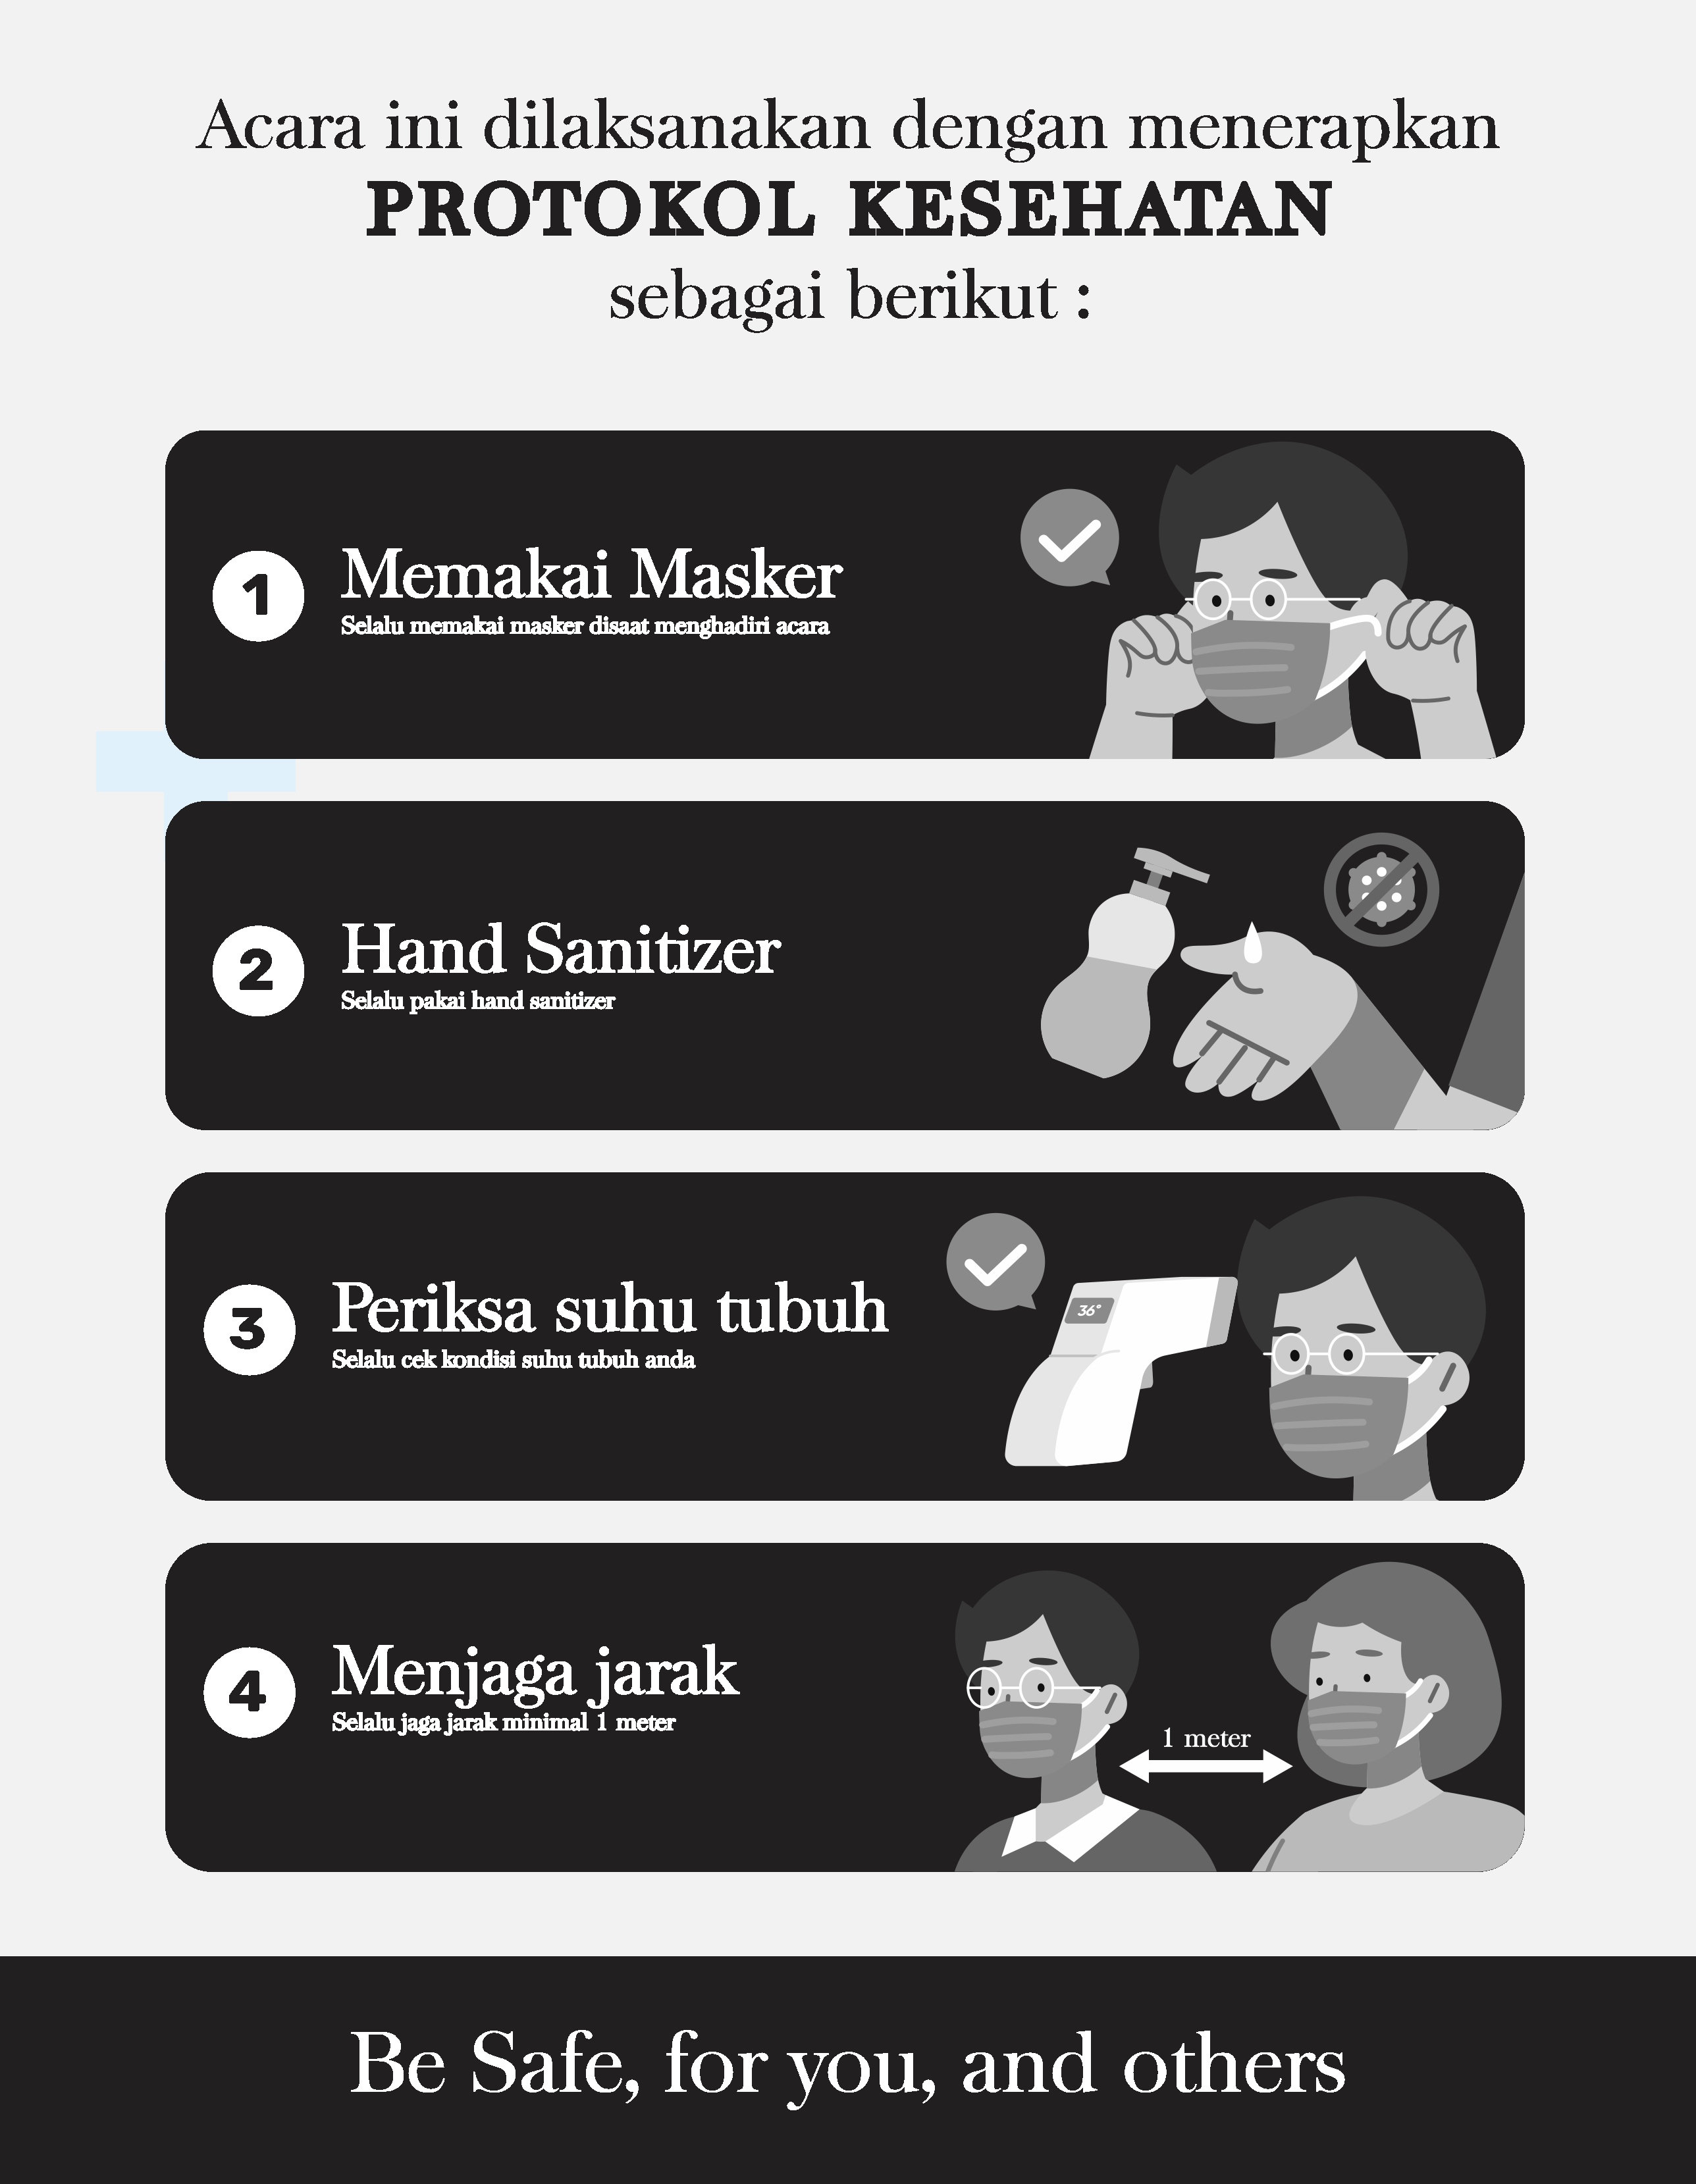 Acara ini dilaksanakan dengan menerapkan
PROTOKOL KESEHATAN
sebagai berikut :
1
Memakai Masker
Selalu memakai masker disaat menghadiri acara
2
Hand Sanitizer
Selalu pakai hand sanitizer
3
Periksa suhu tubuh
Selalu cek kondisi suhu tubuh anda
36°
4
Menjaga jarak
Selalu jaga jarak minimal 1 meter
1 meter
Be Safe, for you, and others